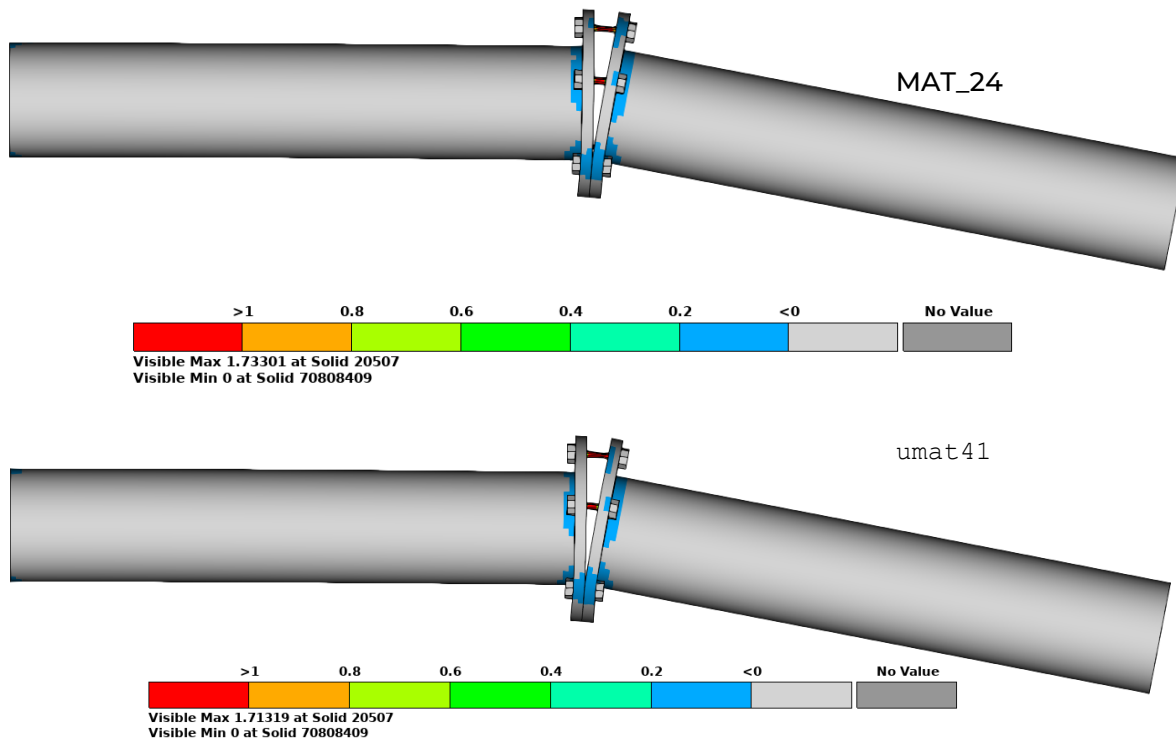 MAT_24
>1 0.8 0.6 0.4 0.2 <0 No Value
Visible Max 1.73301 at Solid 20507
Visible Min 0 at Solid 70808409
umat41
>1 0.8 0.6 0.4 0.2 <0 No Value
Visible Max 1.71319 at Solid 20507
Visible Min 0 at Solid 70808409